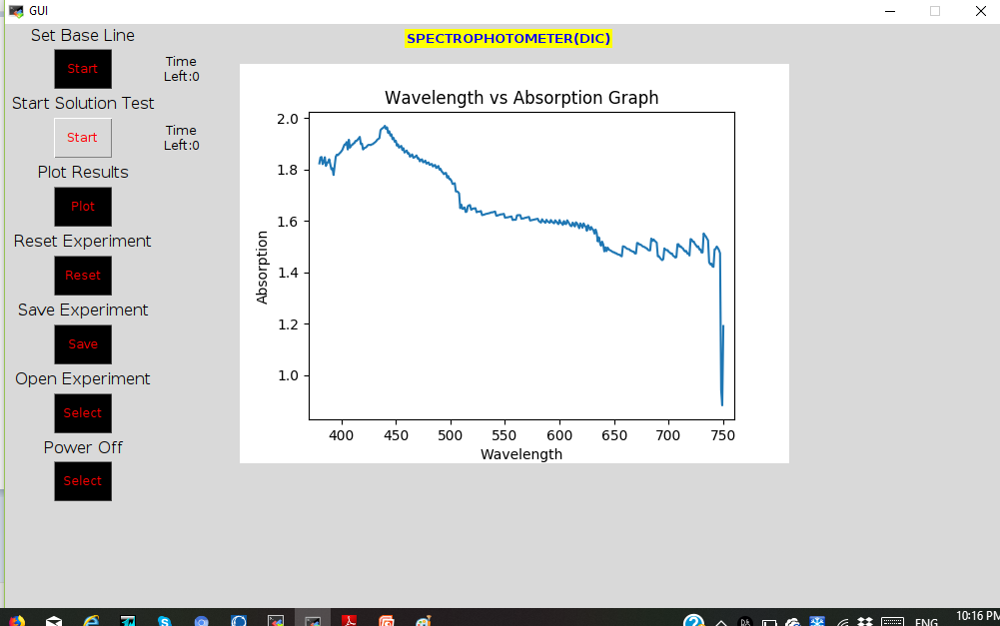 GUI
Set Base Line
Start
Time
Left:0
Start Solution Test
Start
Time
Left:0
Plot Results
Plot
Reset Experiment
Reset
Save Experiment
Save
Open Experiment
Select
Power Off
Select
SPECTROPHOTOMETER(DIC)
Wavelength vs Absorption Graph
Absorption
2.0
1.8
1.6
1.4
1.2
1.0
400 450 500 550 600 650 700 750
Wavelength
ENG
10:16 PM